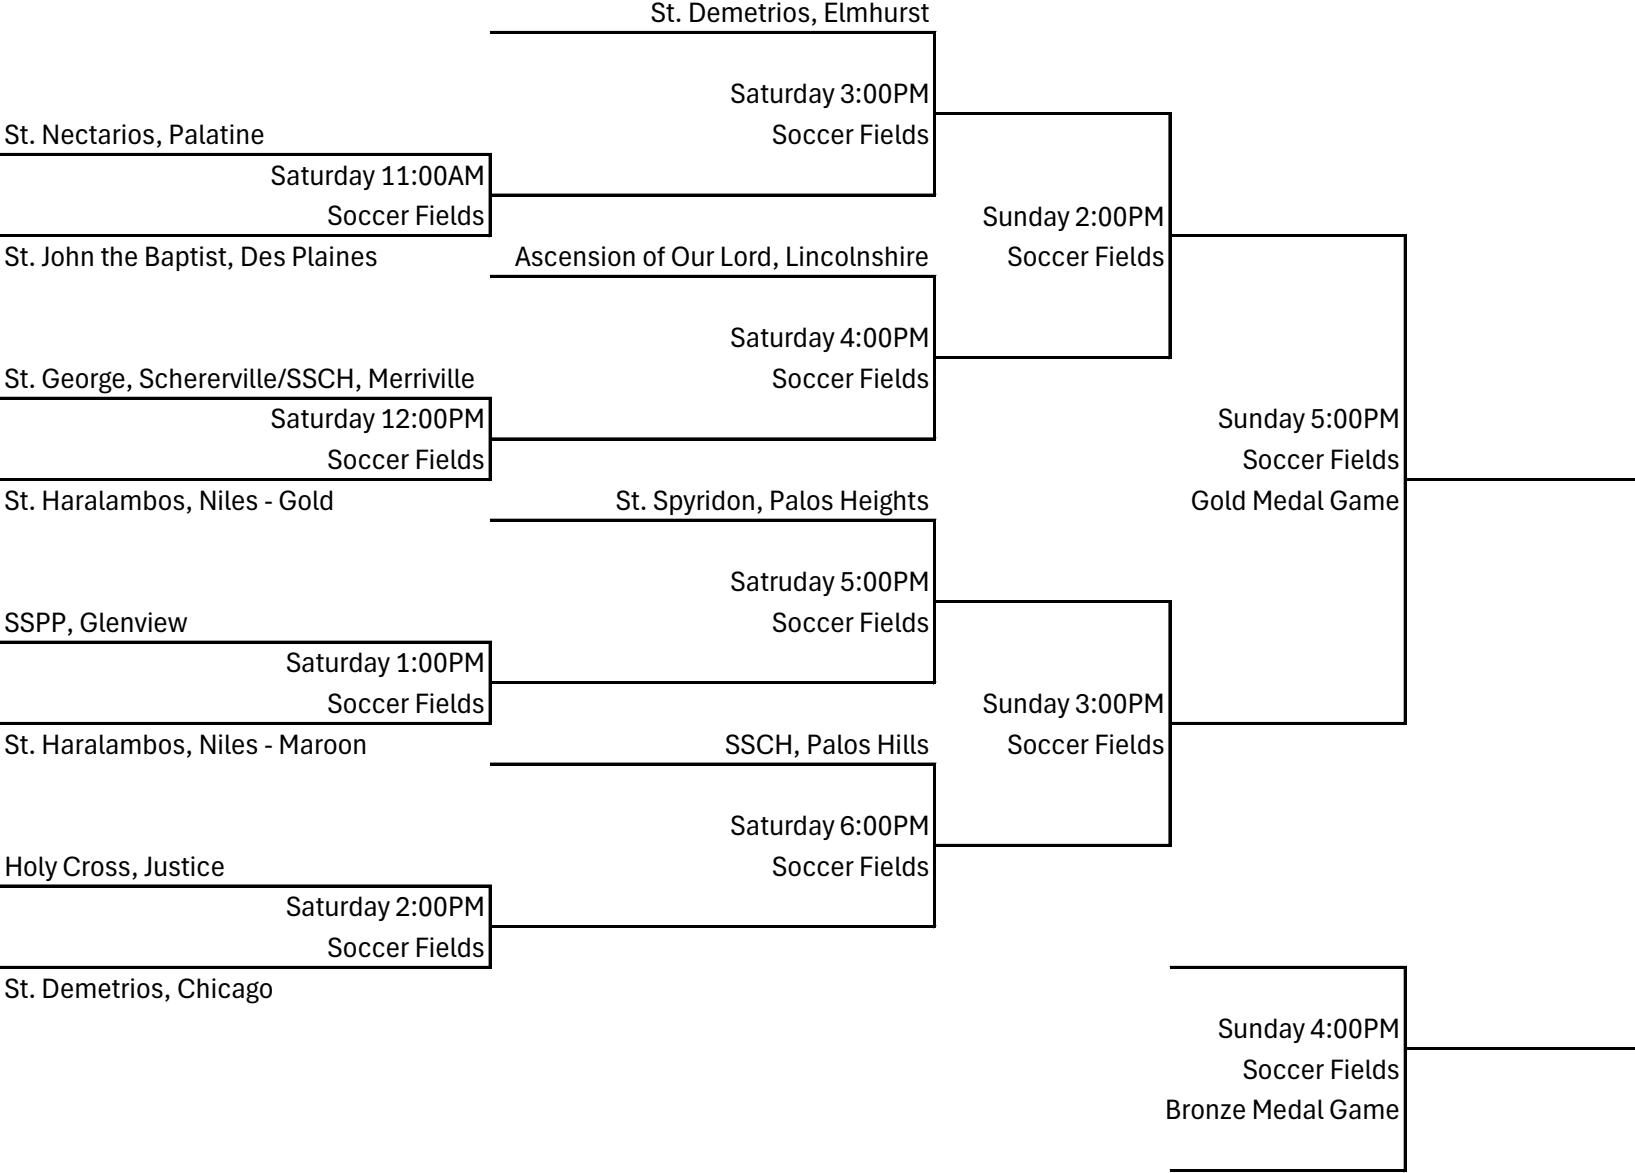 St. Demetrios, Elmhurst
Saturday 3:00PM
Soccer Fields
St. Nectarios, Palatine
Saturday 11:00AM
Soccer Fields
St. John the Baptist, Des Plaines
Sunday 2:00PM
Soccer Fields
Ascension of Our Lord, Lincolnshire
Saturday 4:00PM
Soccer Fields
St. George, Schererville/SSCH, Merriville
Saturday 12:00PM
Soccer Fields
St. Haralambos, Niles - Gold
Sunday 5:00PM
Soccer Fields
Gold Medal Game
St. Spyridon, Palos Heights
Satruday 5:00PM
Soccer Fields
SSPP, Glenview
Saturday 1:00PM
Soccer Fields
St. Haralambos, Niles - Maroon
Sunday 3:00PM
Soccer Fields
SSCH, Palos Hills
Saturday 6:00PM
Soccer Fields
Holy Cross, Justice
Saturday 2:00PM
Soccer Fields
St. Demetrios, Chicago
Sunday 4:00PM
Soccer Fields
Bronze Medal Game